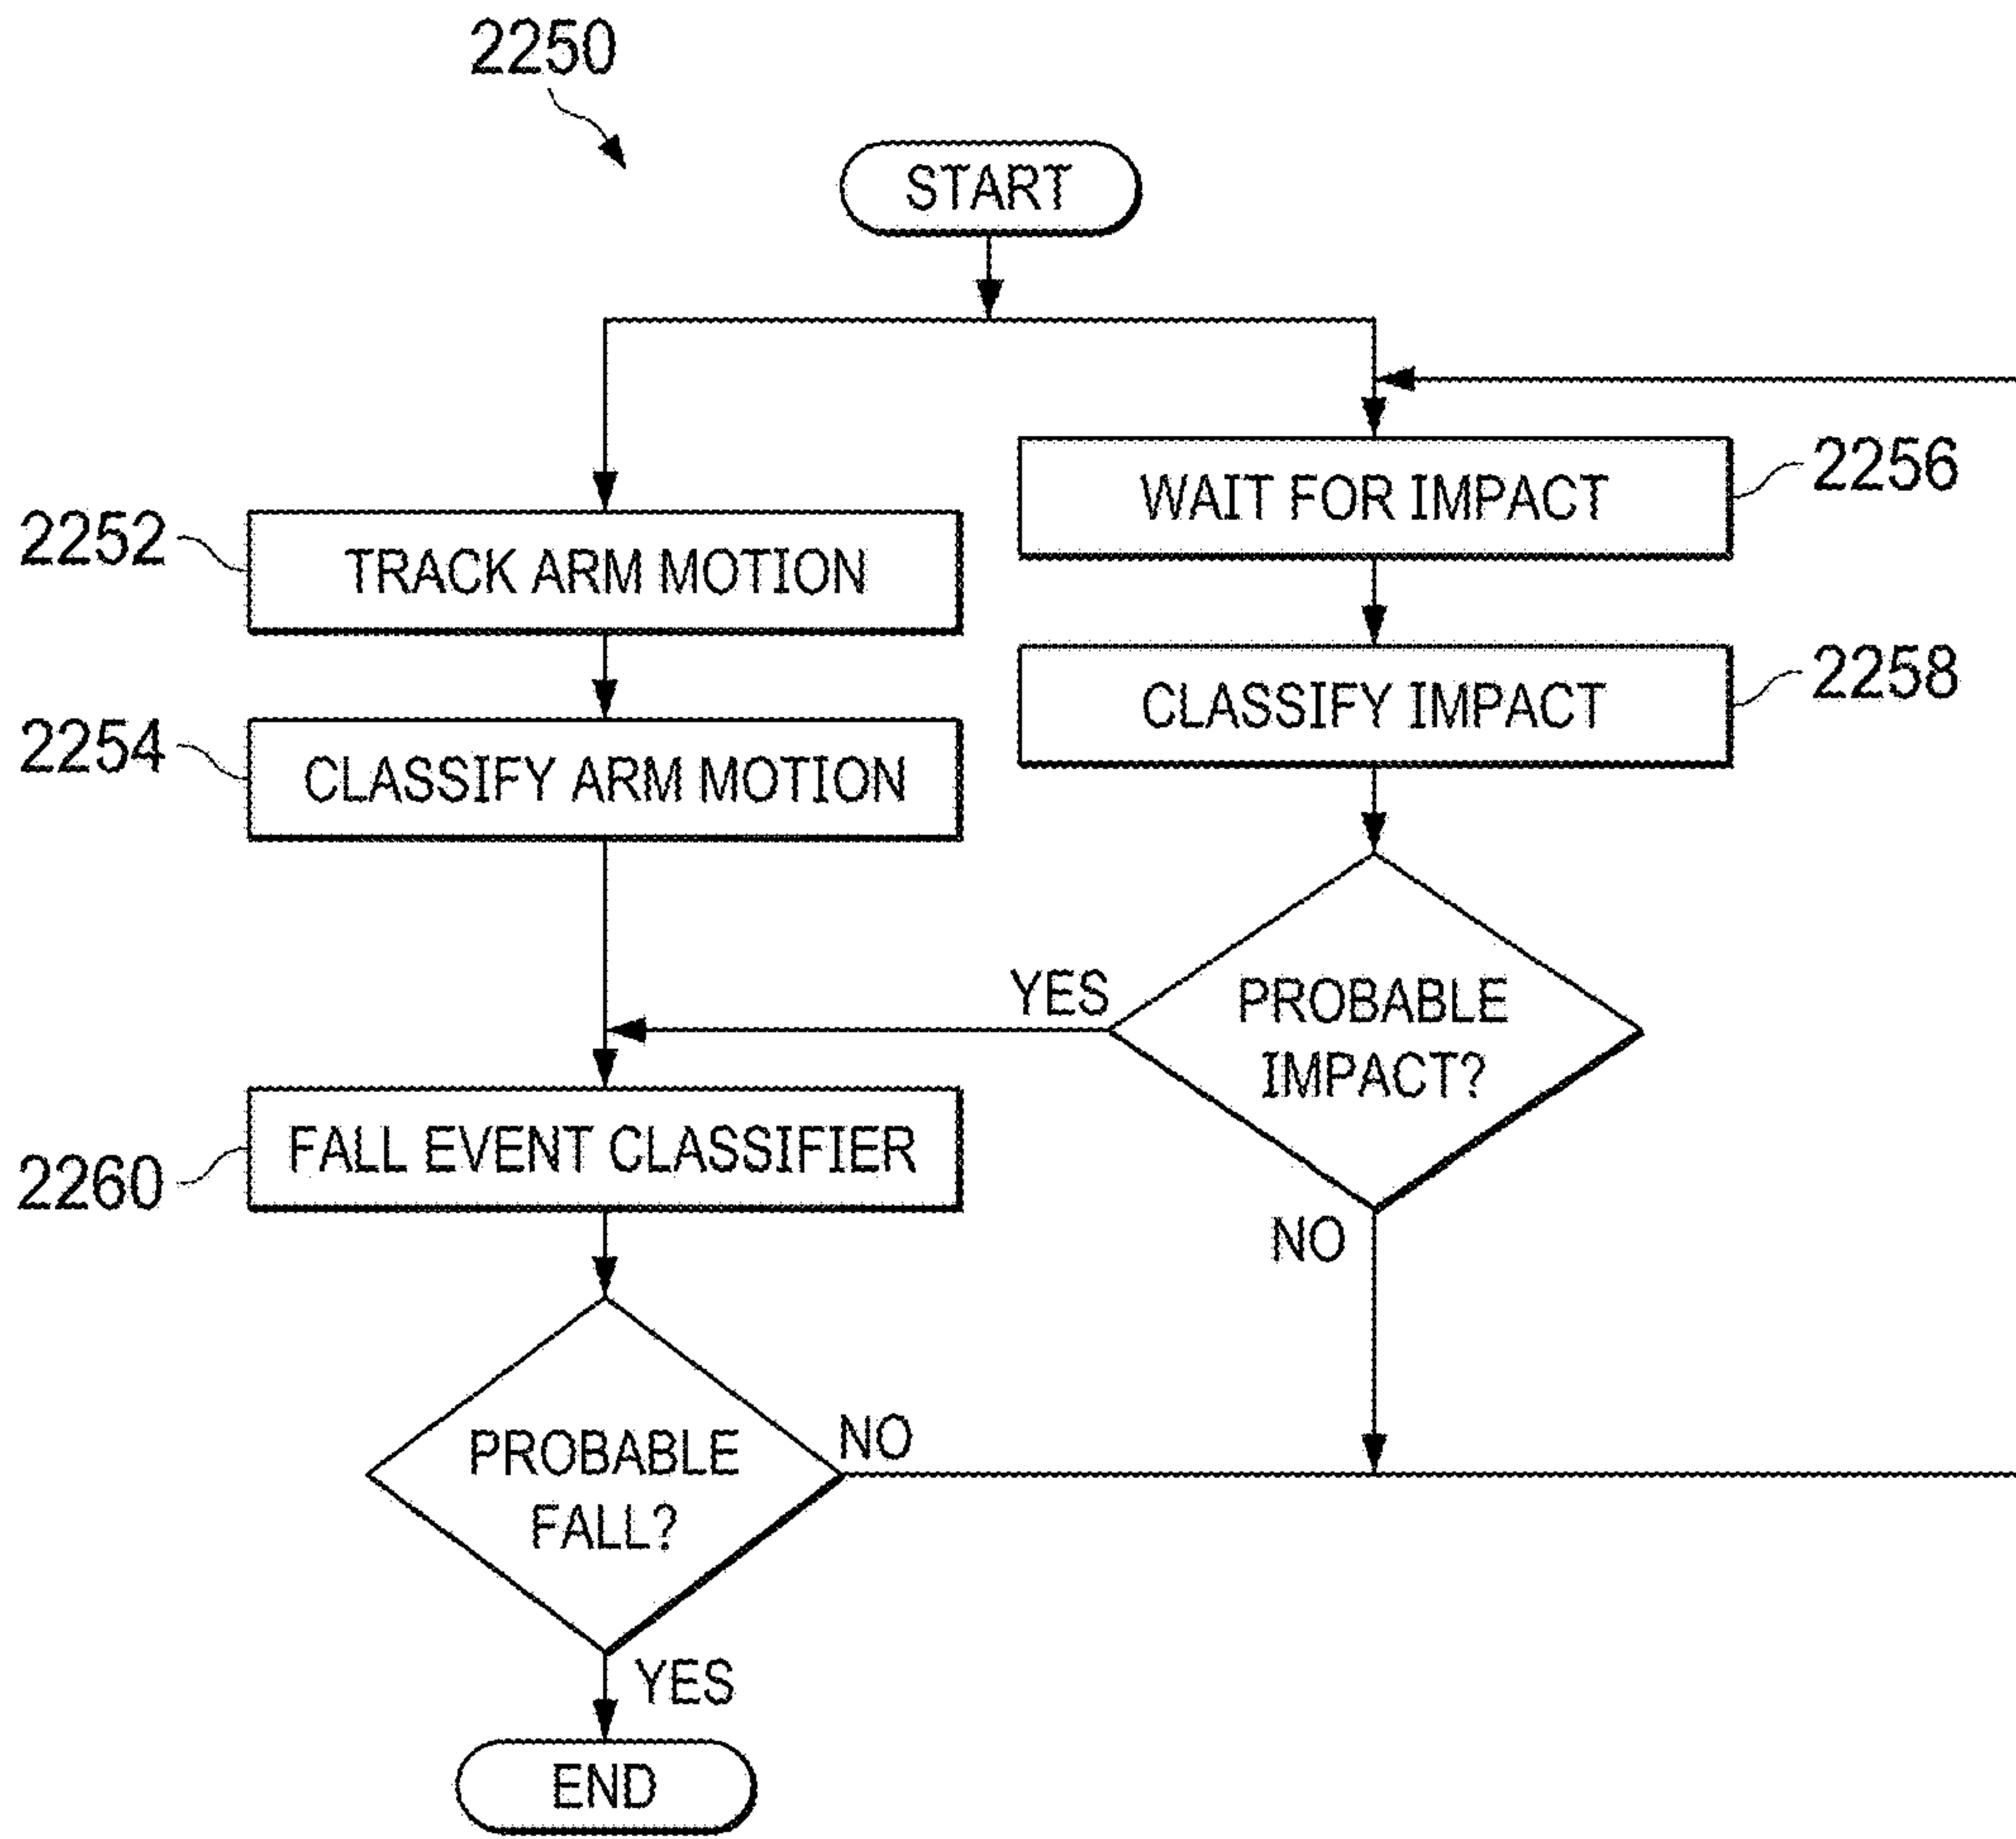 2250
START
WAIT FOR IMPACT
2256
2252
TRACK ARM MOTION
CLASSIFY IMPACT
2258
2254
CLASSIFY ARM MOTION
YES
PROBABLE
IMPACT?
FALL EVENT CLASSIFIER
2260
NO
PROBABLE
FALL?
NO
YES
END